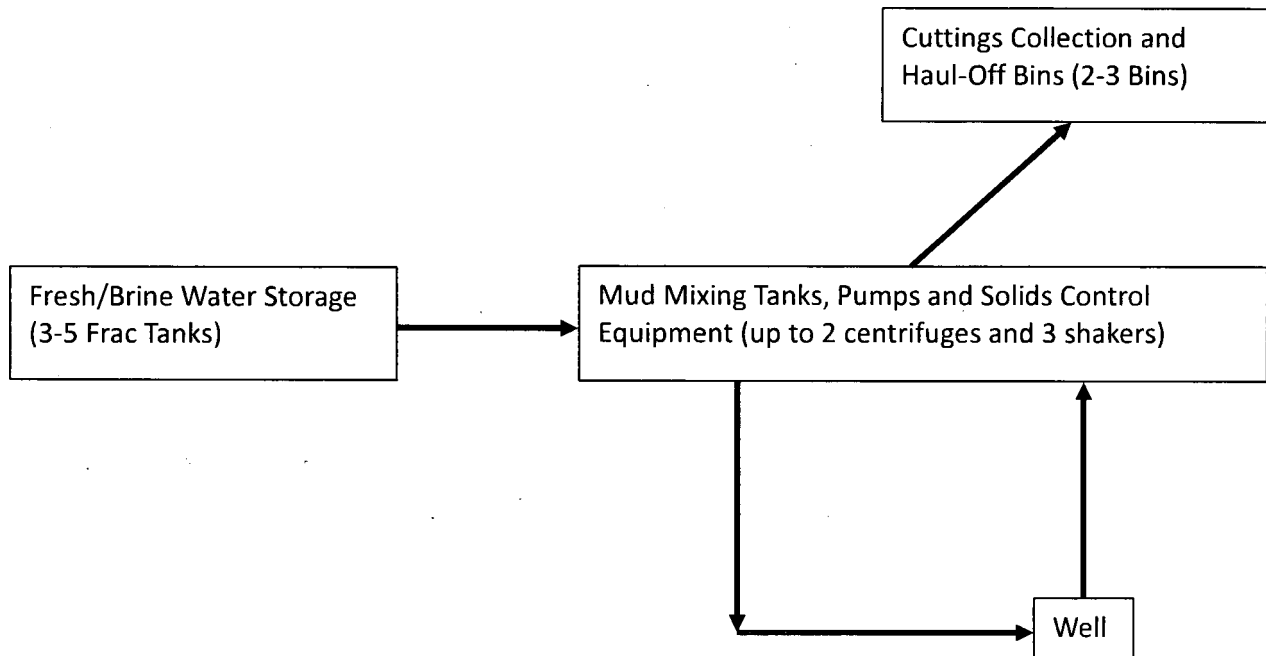 Cuttings Collection and
Haul-Off Bins (2-3 Bins)
Fresh/Brine Water Storage
(3-5 Frac Tanks)
Mud Mixing Tanks, Pumps and Solids Control
Equipment (up to 2 centrifuges and 3 shakers)
Well